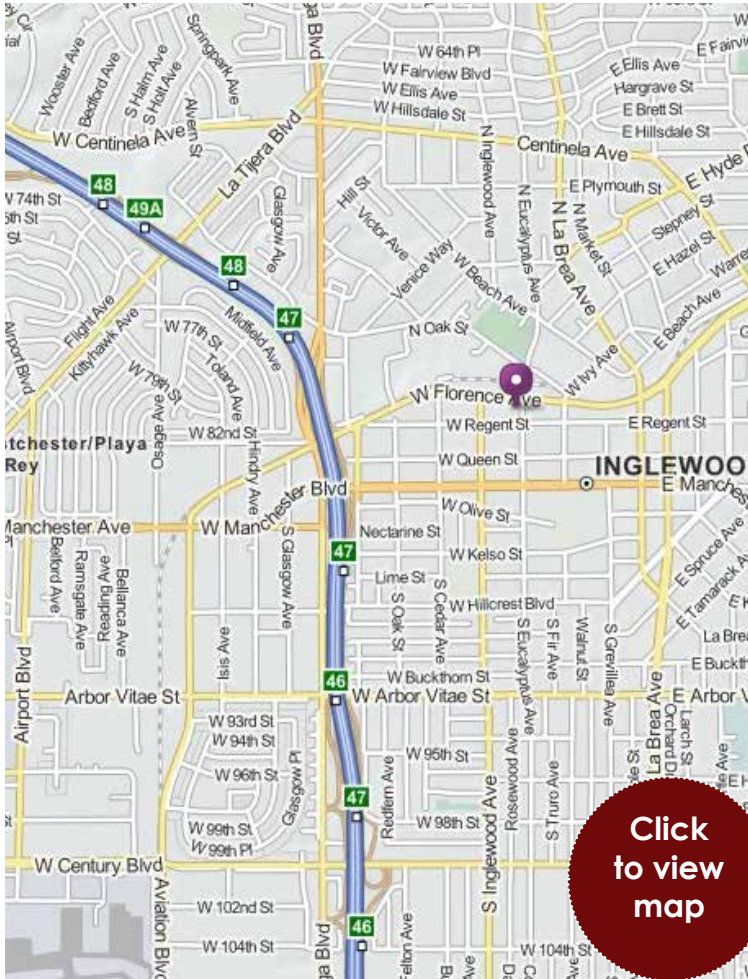 W 64th Pl
W Fairview Blvd
W Ellis Ave
W Hillsdale St
E Ellis Ave
Hargrave St
E Brett St
E Hillsdale St
Wooster Ave
Bedford Ave
S Halm Ave
S Holt Ave
Springpark Ave
Alvern St
W Centinela Ave
La Tijera Blvd
Centinela Ave
N Inglewood Ave
N Eucalyptus Ave
E Plymouth St
E Hyde
N La Brea Ave
N Market St
Stepney St
E Hazel St
W 74th St
48
49A
48
47
Glasgow Ave
Hill St
Victor Ave
Venice Way
W Beach Ave
E Beach Ave
N Oak St
Flight Ave
Kittyhawk Ave
Airport Blvd
W 77th St
Midfield Ave
Toland Ave
W 79th St
Osage Ave
W Ivy Ave
W Florence Ave
W Regent St
E Regent St
W 82nd St
Hindry Ave
W Queen St
INGLEWOO
W Manchester Blvd
Manchester Ave
W Olive St
Nectarine St
47
W Kelso St
E Spruce Ave
Belford Ave
Ramsgate Ave
Reading Ave
Bellanca Ave
S Glasgow Ave
Lime St
S Oak St
S Cedar Ave
W Hillcrest Blvd
S Eucalyptus Ave
S Fir Ave
Walnut St
S Grevillea Ave
Isis Ave
Airport Blvd
46
W Buckthorn St
Arbor Vitae St
W Arbor Vitae St
La Brea Ave
W 93rd St
W 94th St
W 96th St
Glasgow Pl
W 95th St
Rosewood Ave
S Truro Ave
Larch St
47
Redfern Ave
W 98th St
W 99th St
W 99th Pl
S Inglewood Ave
W Century Blvd
Aviation Blvd
W 102nd St
W 104th St
46
W 104th St
Click
to view
map